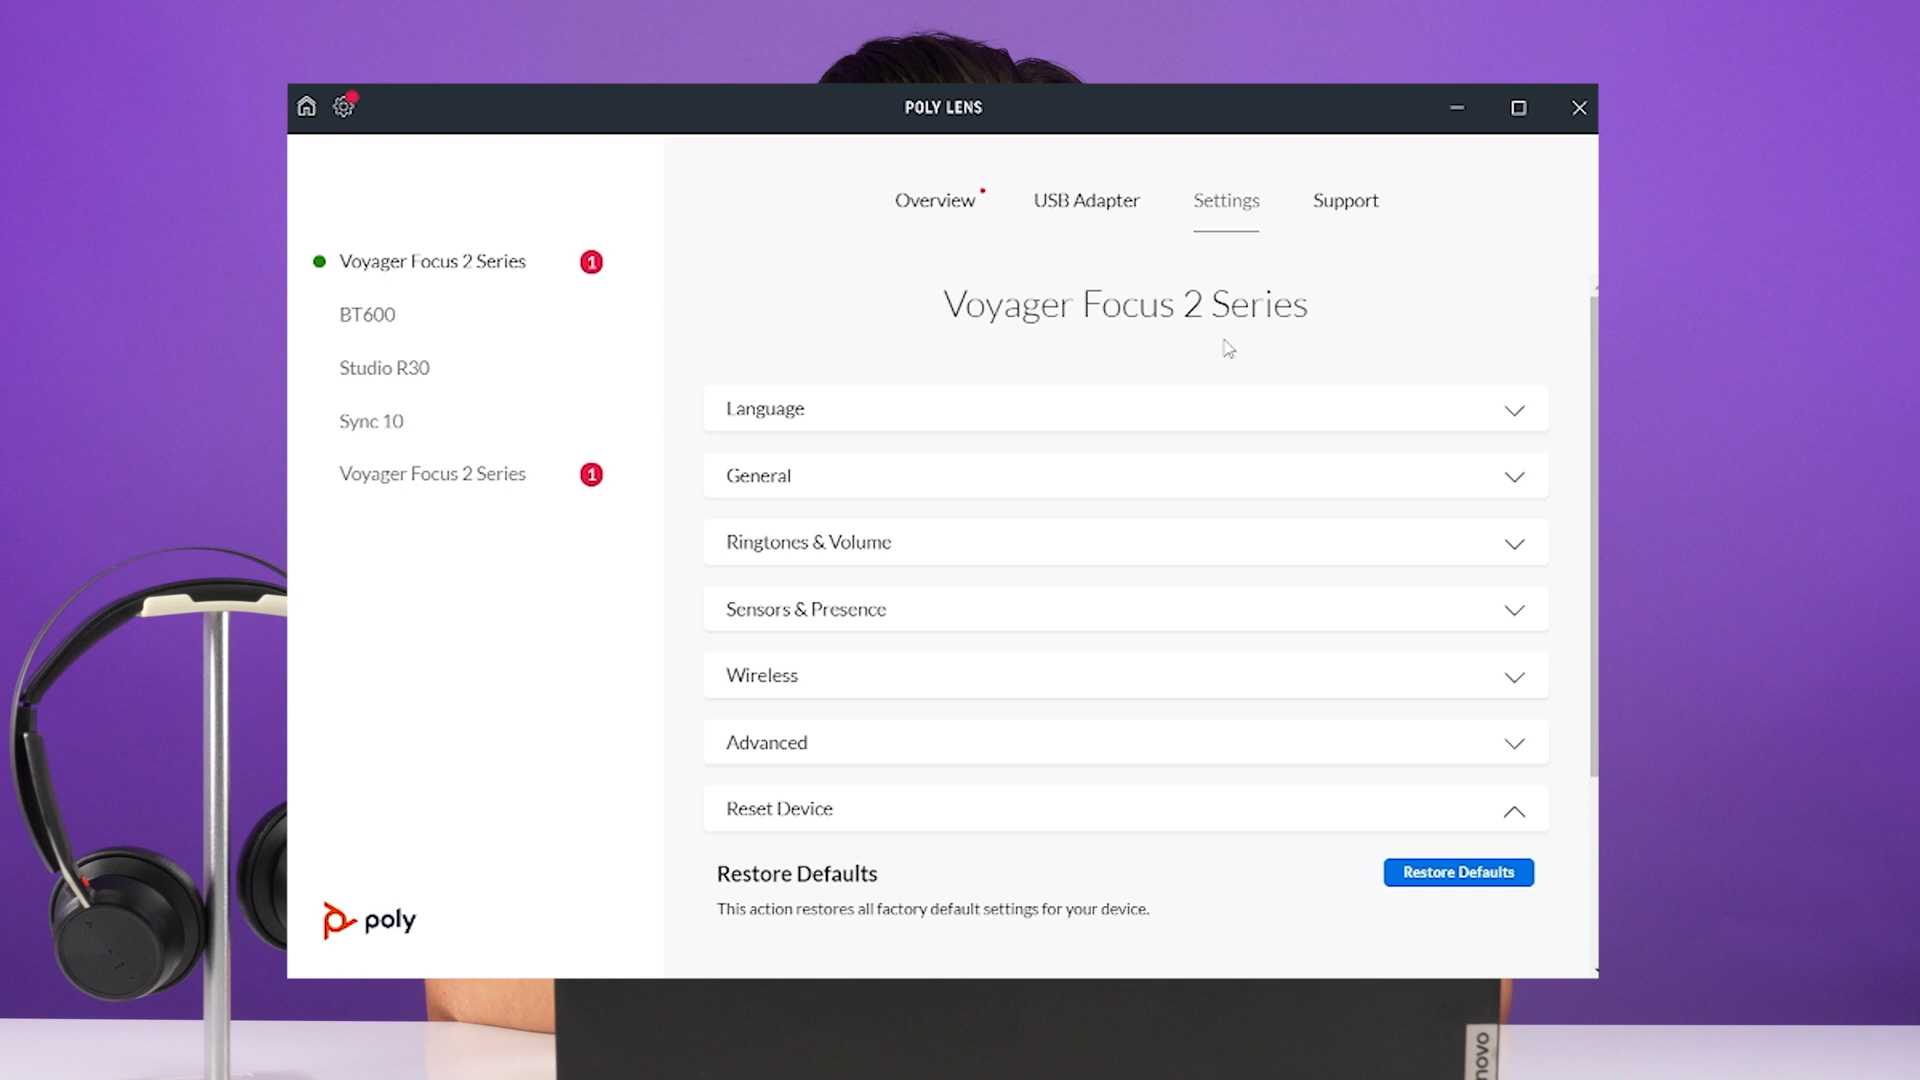 POLY LENS
Overview USB Adapter Settings Support
Voyager Focus 2 Series 1
BT600
Studio R30
Sync 10
Voyager Focus 2 Series 1
poly
Voyager Focus 2 Series
Language
General
Ringtones & Volume
Sensors & Presence
Wireless
Advanced
Reset Device
Restore Defaults Restore Defaults
This action restores all factory default settings for your device.
novo